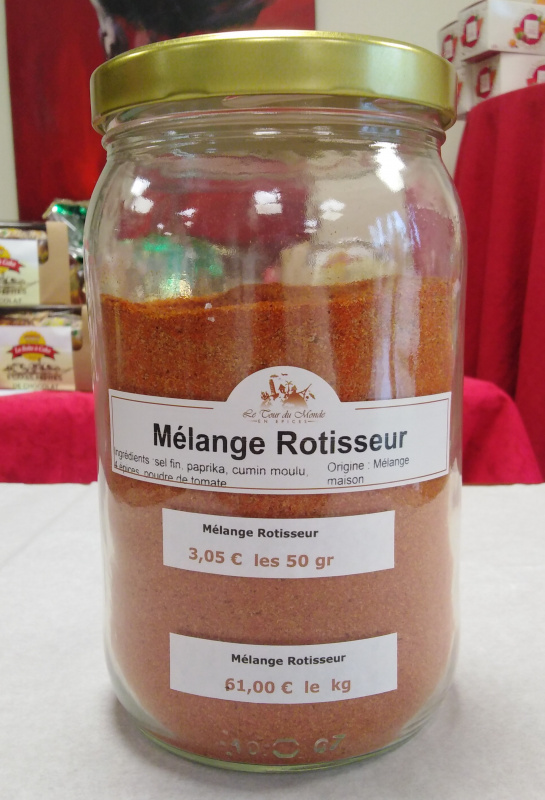 Le Tour du Monde
EN EPICES
Mélange Rotisseur
Ingrédients :sel fin, paprika, cumin moulu,
4 épices, poudre de tomate
Origine : Mélange
maison
Mélange Rotisseur
3,05 € les 50 gr
Mélange Rotisseur
61,00 € le kg